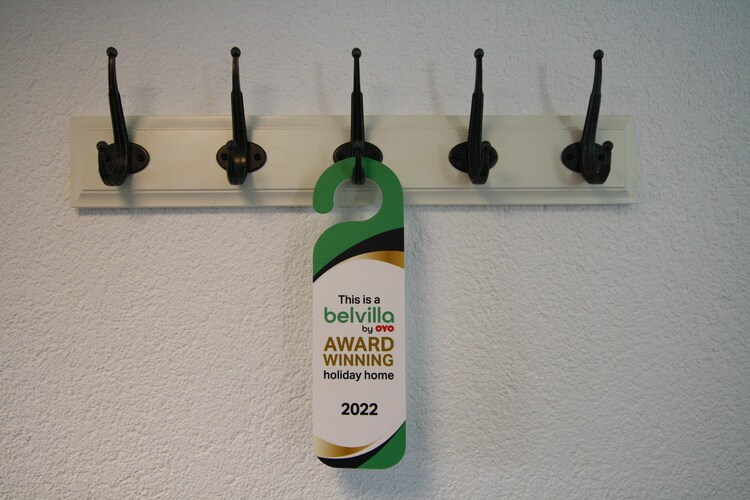 This is a
belvilla
by OYO
AWARD
WINNING
holiday home
2022